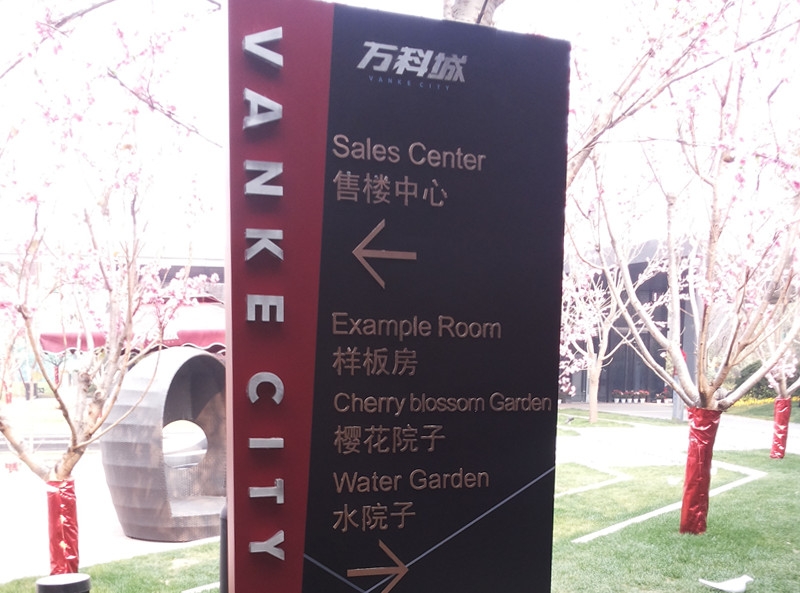 VANKE CITY
万科城
VANKE CITY
Sales Center
售楼中心
Example Room
样板房
Cherry blossom Garden
樱花院子
Water Garden
水院子